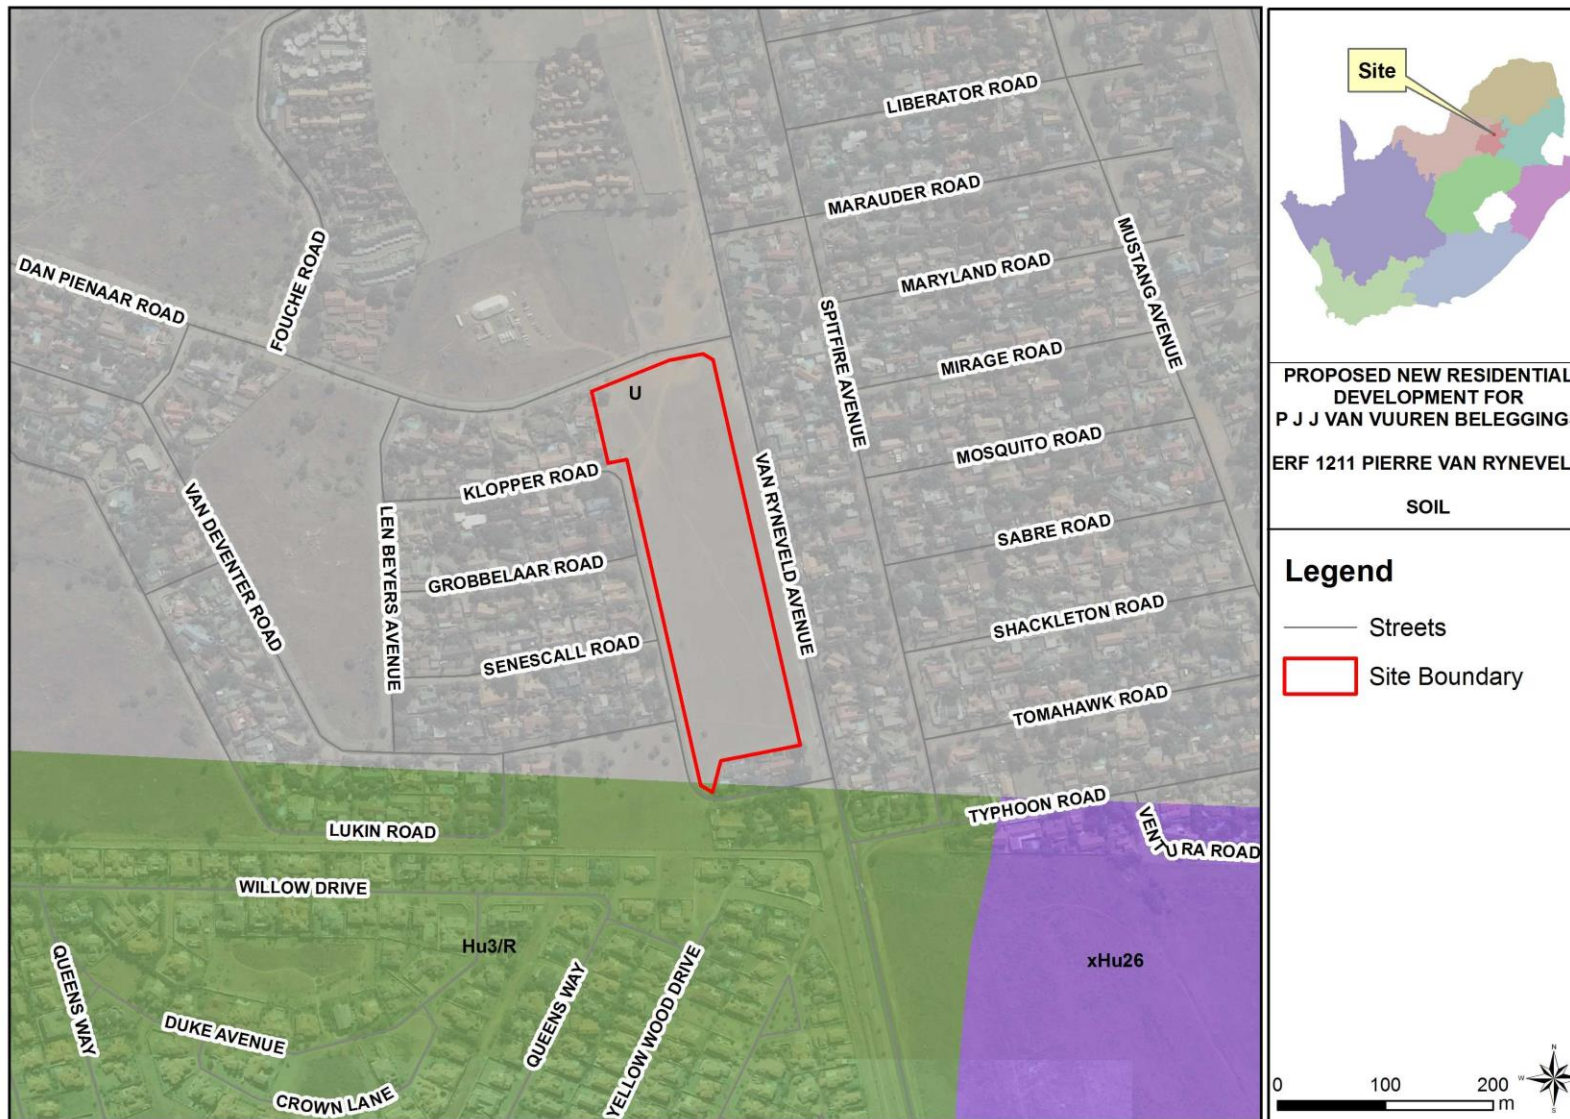 LIBERATOR ROAD
MARAUDER ROAD
MARYLAND ROAD
MUSTANG AVENUE
FOUCHE ROAD
DAN PIENAAR ROAD
SPITFIRE AVENUE
MIRAGE ROAD
U
MOSQUITO ROAD
KLOPPER ROAD
VAN RYNEVELD AVENUE
VAN DEVENTER ROAD
LEN BEYERS AVENUE
SABRE ROAD
GROBBELAAR ROAD
SHACKLETON ROAD
SENESCALL ROAD
TOMAHAWK ROAD
TYPHOON ROAD
VENTURA ROAD
LUKIN ROAD
WILLOW DRIVE
Hu3/R
xHu26
QUEENS WAY
QUEENS WAY
YELLOW WOOD DRIVE
DUKE AVENUE
CROWN LANE
Site
PROPOSED NEW RESIDENTIAL
DEVELOPMENT FOR
P J J VAN VUUREN BELEGGING
ERF 1211 PIERRE VAN RYNEVEL
SOIL
Legend
Streets
Site Boundary
N
W
S
0 100 200
m